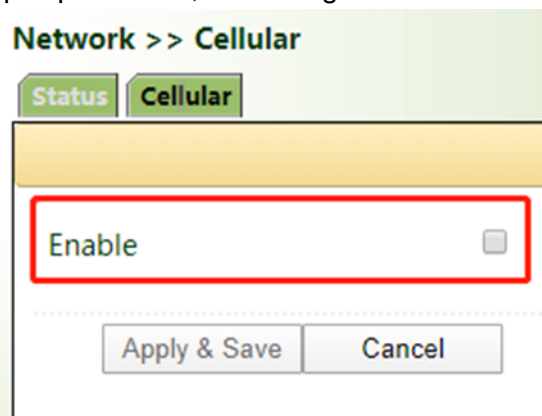 Network >> Cellular
Status Cellular
Enable
Apply & Save Cancel